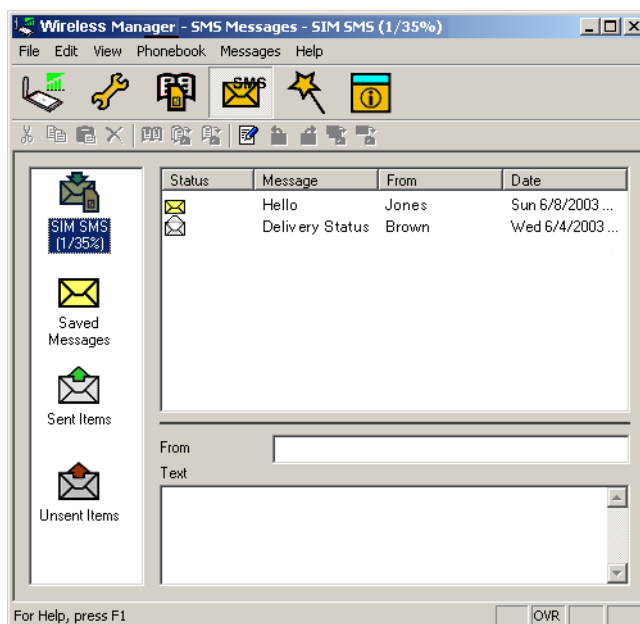 Wireless Manager - SMS Messages - SIM SMS (1/35%)
File Edit View Phonebook Messages Help
SMS
SIM SMS
(1/35%)
Saved
Messages
Sent Items
Unsent Items
Status Message From Date
Hello Jones Sun 6/8/2003 ...
Delivery Status Brown Wed 6/4/2003 ...
From
Text
For Help, press F1
OVR